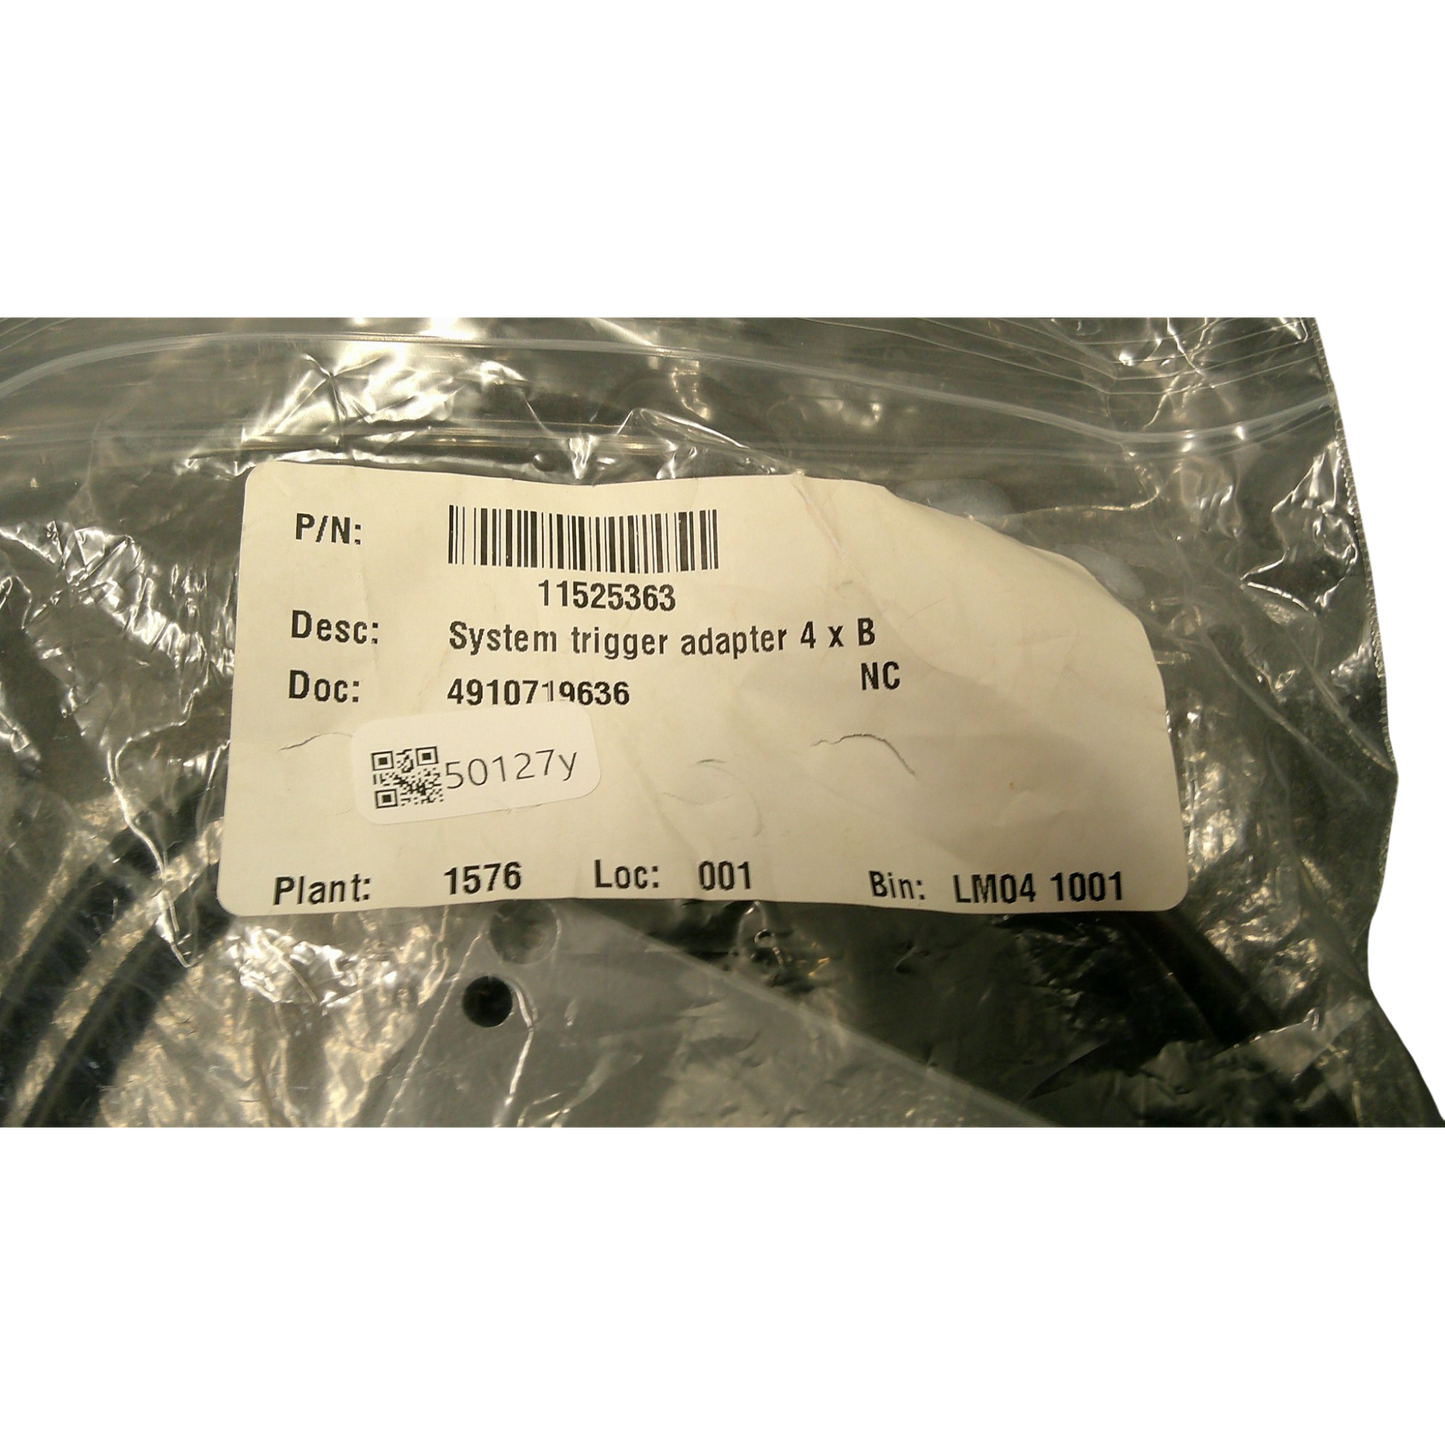 P/N:
11525363
Desc: System trigger adapter 4 x B
NC
Doc: 4910719636
50127y
Plant: 1576 Loc: 001 Bin: LM04 1001